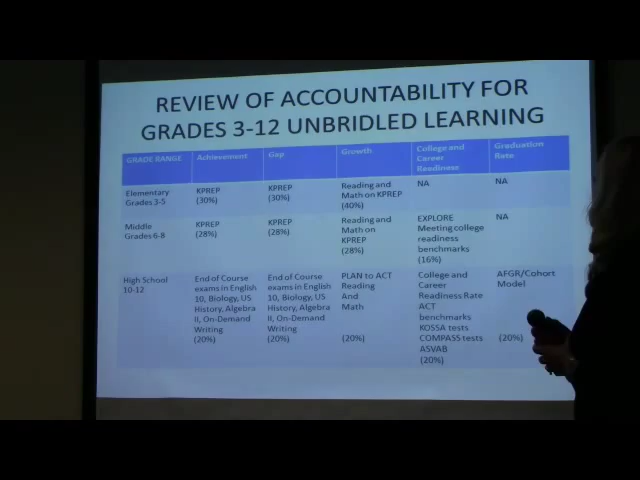 REVIEW OF ACCOUNTABILITY FOR
GRADES 3-12 UNBRIDLED LEARNING
GRADE RANGE
Achievement
Gap
Growth
College and
Career
Readiness
Graduation
Rate
Elementary
Grades 3-5
KPREP
(30%)
KPREP
(30%)
Reading and
Math on KPREP
(40%)
NA
NA
Middle
Grades 6-8
KPREP
(28%)
KPREP
(28%)
Reading and
Math on
KPREP
(28%)
EXPLORE
Meeting college
readiness
benchmarks
(16%)
NA
High School
10-12
End of Course
exams in English
10, Biology, US
History, Algebra
II, On-Demand
Writing
(20%)
End of Course
exams in English
10, Biology, US
History, Algebra
II, On-Demand
Writing
(20%)
PLAN to ACT
Reading
And
Math
(20%)
College and
Career
Readiness Rate
ACT
benchmarks
KOSSA tests
COMPASS tests
ASVAB
(20%)
AFGR/Cohort
Model
(20%)